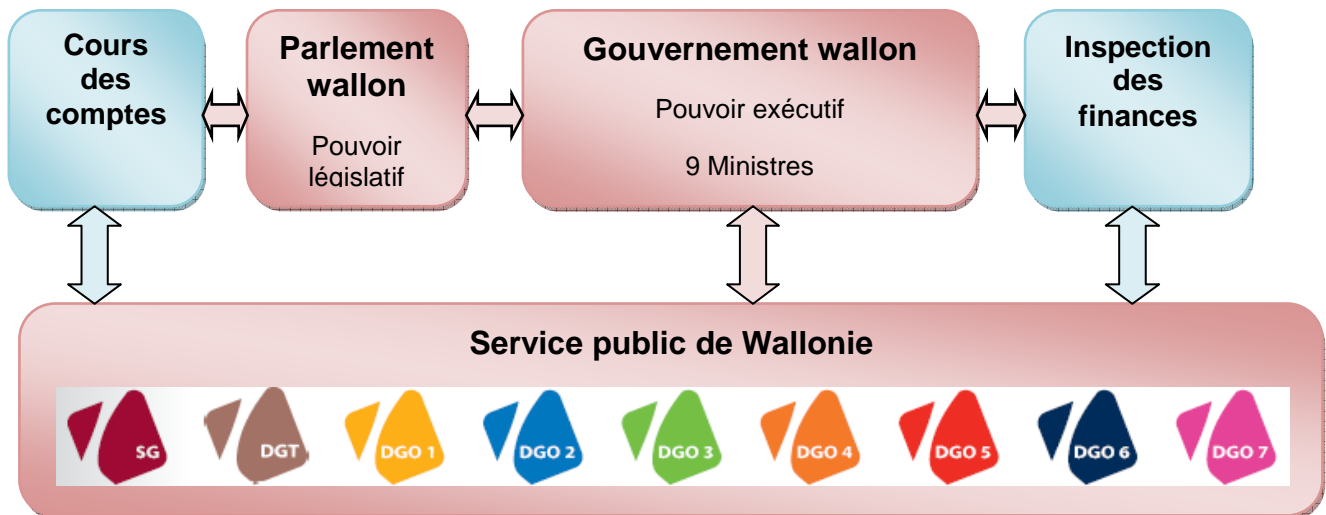 Cours
des
comptes
Parlement
wallon
Pouvoir
législatif
Gouvernement wallon
Pouvoir exécutif
9 Ministres
Inspection
des
finances
Service public de Wallonie
SG
DGT
DGO 1
DGO 2
DGO 3
DGO 4
DGO 5
DGO 6
DGO 7